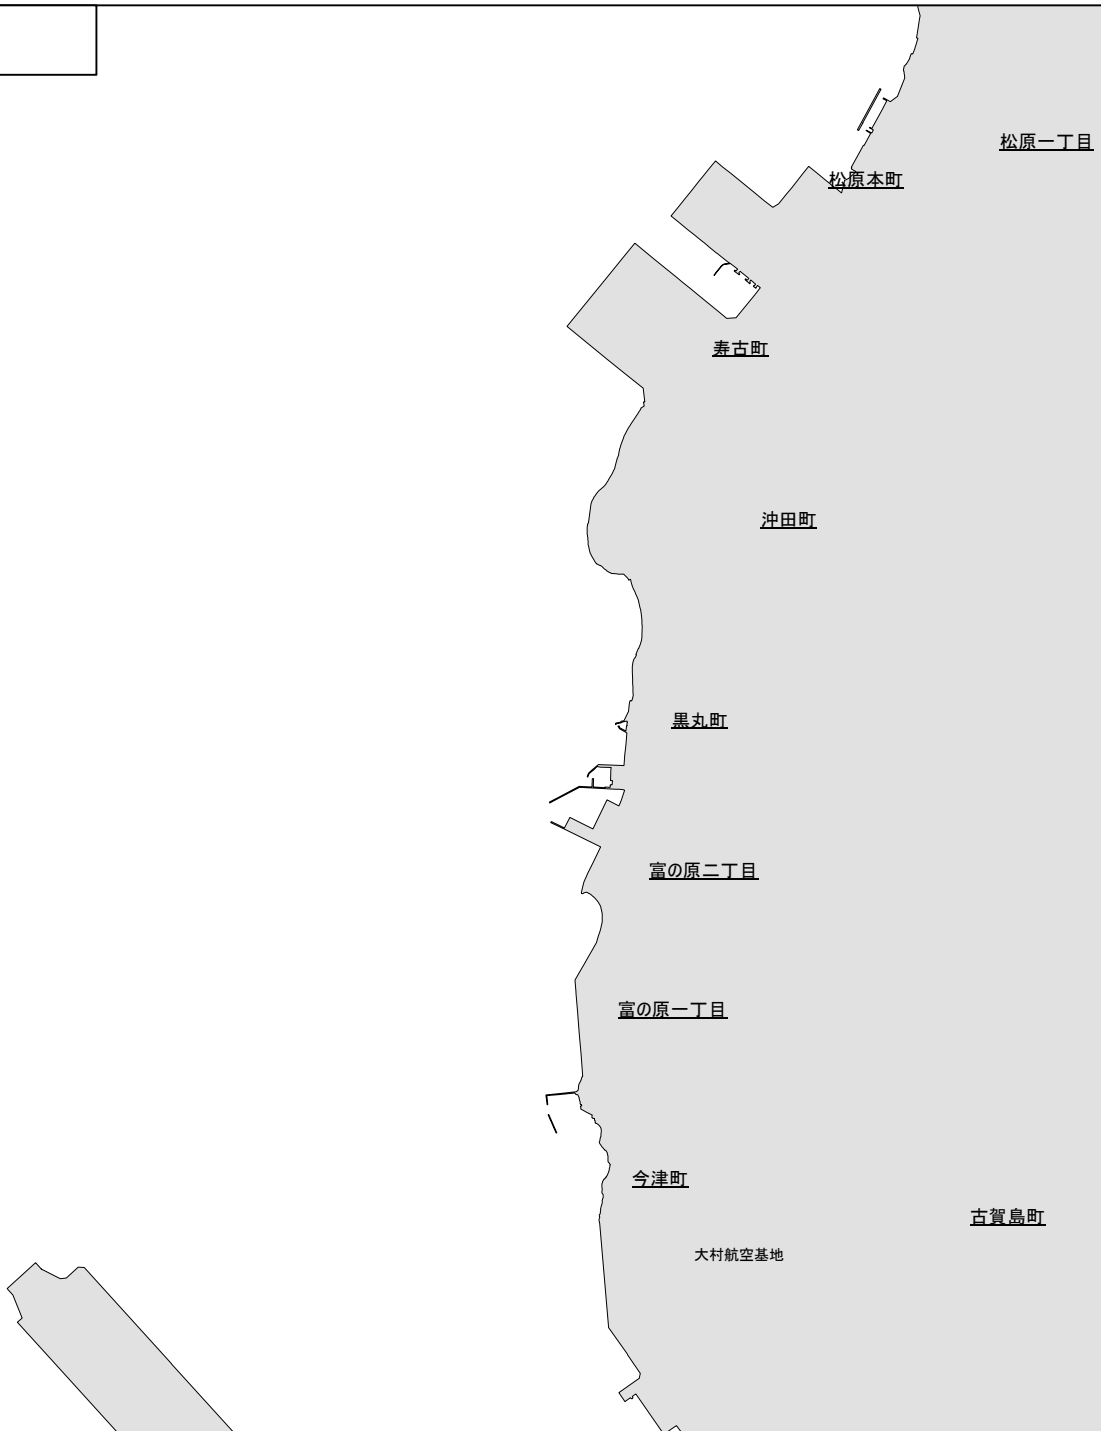 松原一丁目
松原本町
寿古町
沖田町
黒丸町
富の原二丁目
富の原一丁目
今津町
古賀島町
大村航空基地